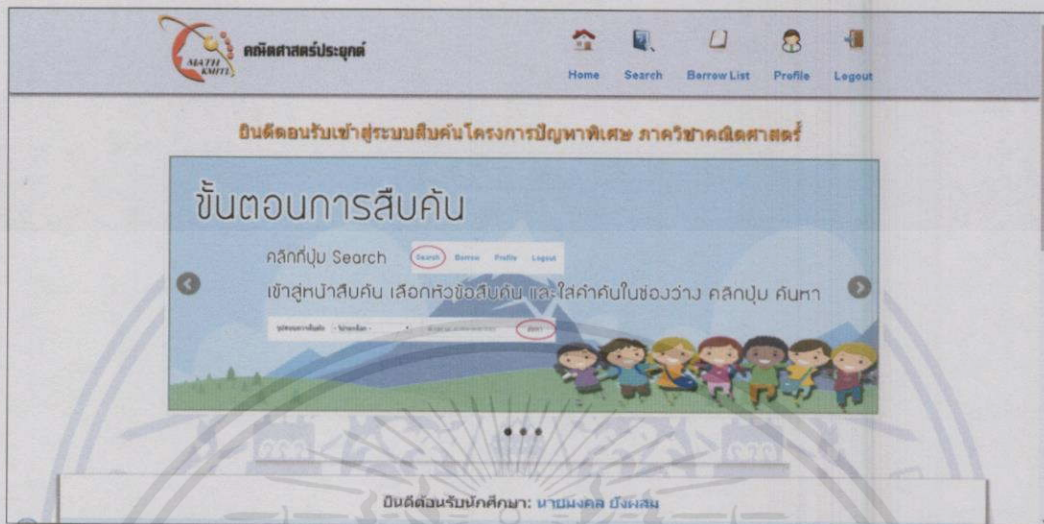 MATH
KMITL
คณิตศาสตร์ประยุกต์
Home Search Borrow List Profile Logout
ยินดีตอนรับเข้าสู่ระบบสืบค้นโครงการปัญหาพิเศษ ภาควิชาคณิตศาสตร์
ขั้นตอนการสืบค้น
คลิกที่ปุ่ม Search Search Borrow Profile Logout
เข้าสู่หน้าสืบค้น เลือกหัวข้อสืบค้น และใส่คำค้นในช่องว่าง คลิกปุ่ม ค้นหา
ค้นหา
ยินดีต้อนรับนักศึกษา: นายมงคล ยังผสม